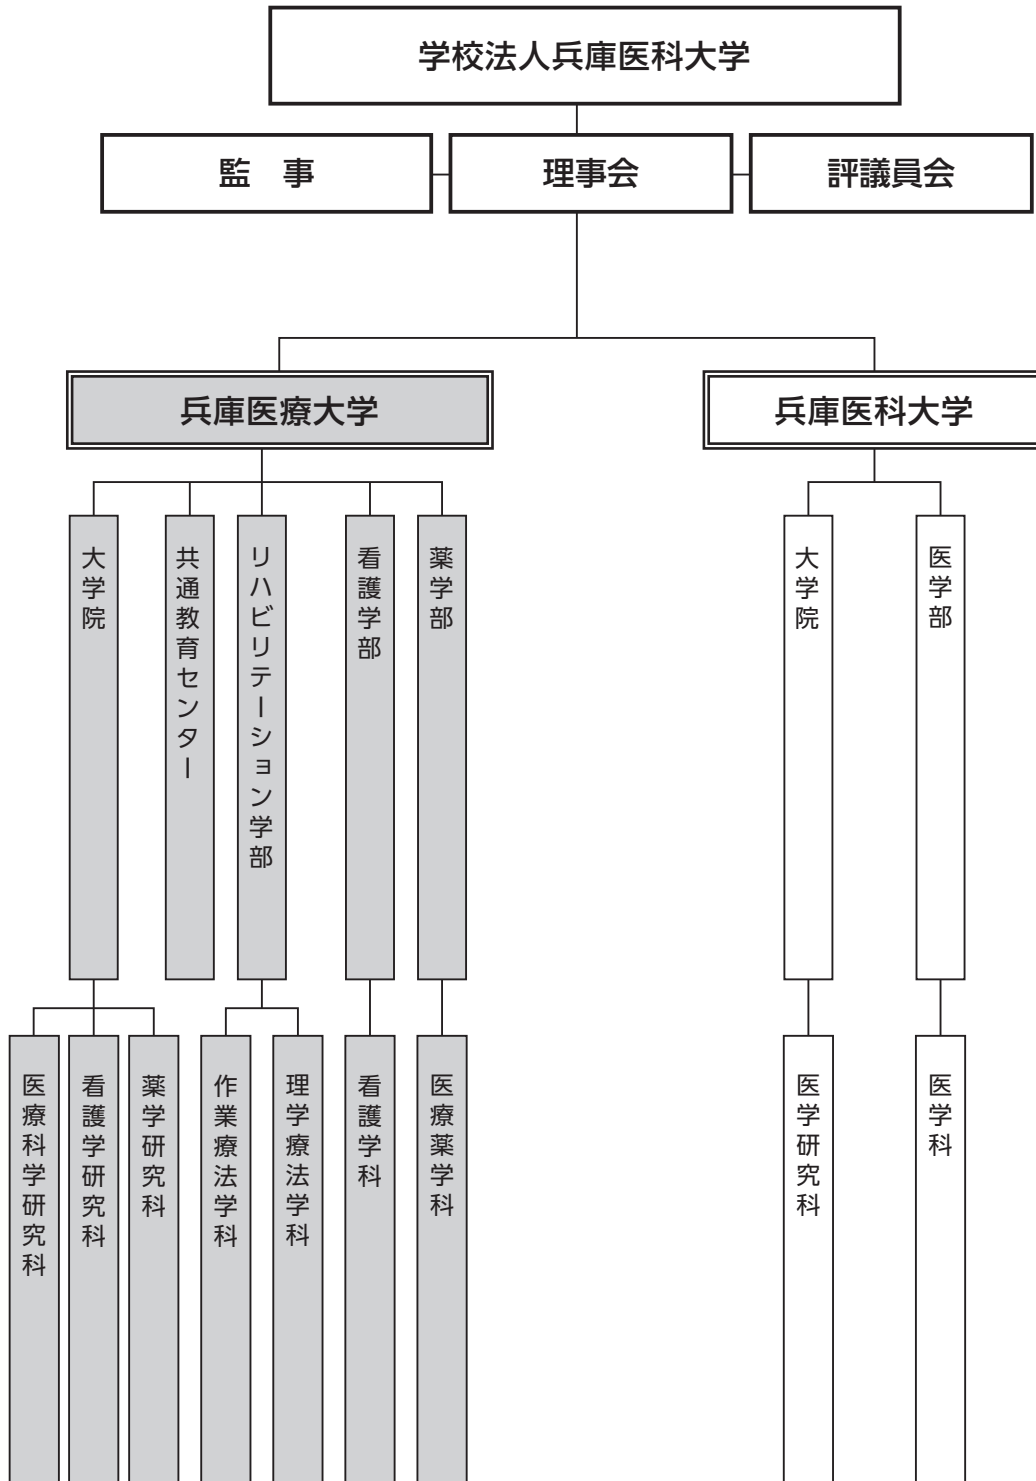 学校法人兵庫医科大学
監　事
理事会
評議員会
兵庫医療大学
兵庫医科大学
大学院
共通教育センター
リハビリテーション学部
看護学部
薬学部
大学院
医学部
医療科学研究科
看護学研究科
薬学研究科
作業療法学科
理学療法学科
看護学科
医療薬学科
医学研究科
医学科